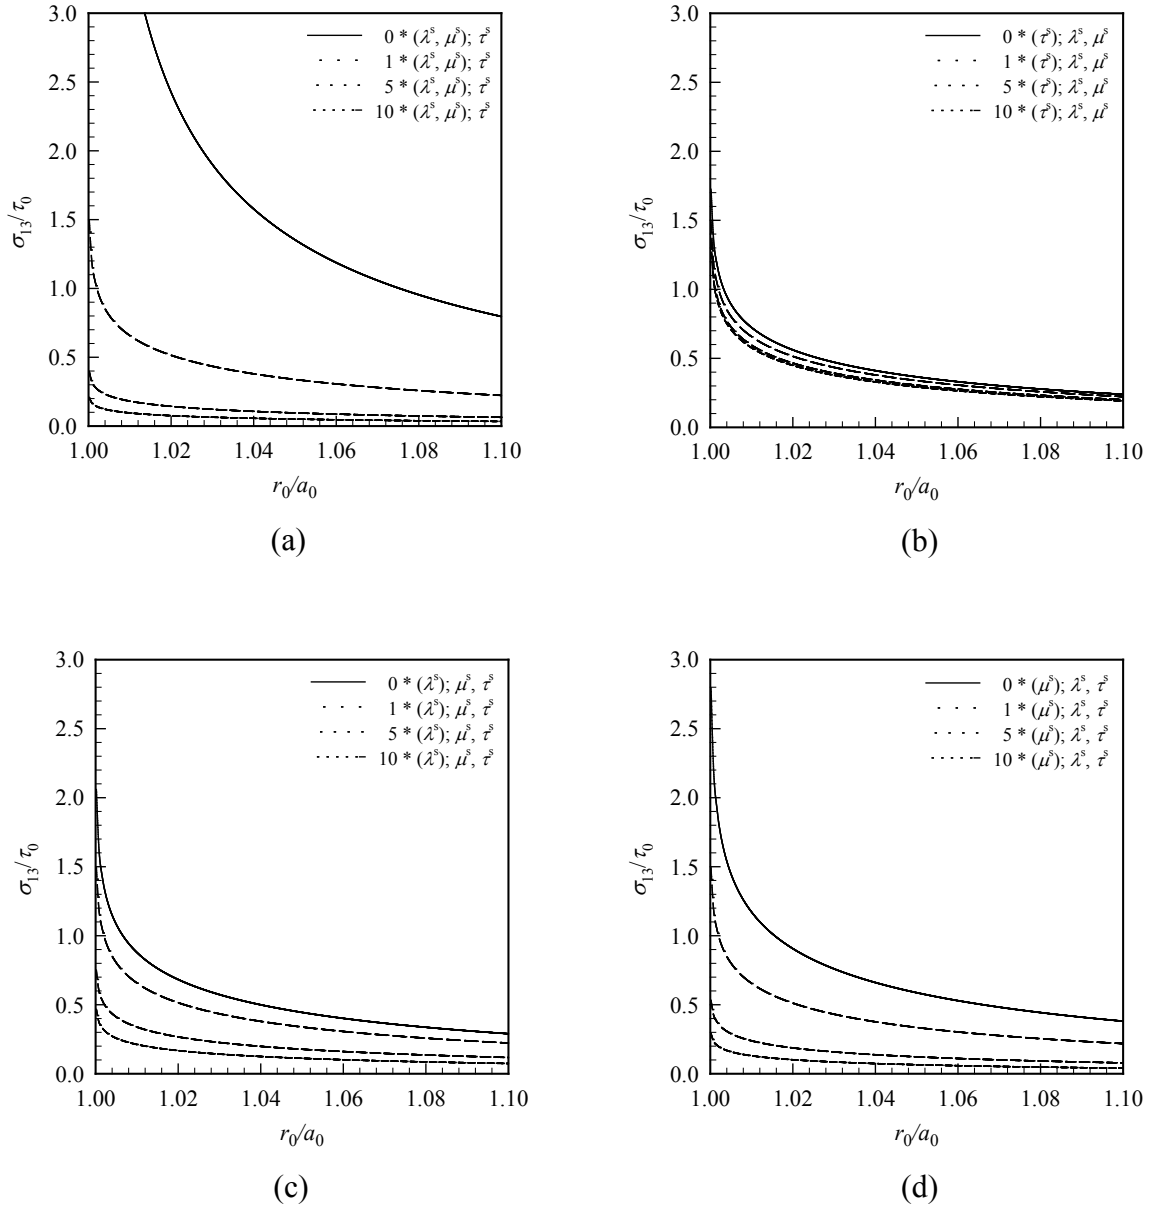 3.0
2.5
2.0
1.5
1.0
0.5
0.0
σ₁₃/τ₀
0 * (λˢ, μˢ); τˢ
1 * (λˢ, μˢ); τˢ
5 * (λˢ, μˢ); τˢ
10 * (λˢ, μˢ); τˢ
1.00 1.02 1.04 1.06 1.08 1.10
r₀/a₀
(a)
3.0
2.5
2.0
1.5
1.0
0.5
0.0
σ₁₃/τ₀
0 * (τˢ); λˢ, μˢ
1 * (τˢ); λˢ, μˢ
5 * (τˢ); λˢ, μˢ
10 * (τˢ); λˢ, μˢ
1.00 1.02 1.04 1.06 1.08 1.10
r₀/a₀
(b)
3.0
2.5
2.0
1.5
1.0
0.5
0.0
σ₁₃/τ₀
0 * (λˢ); μˢ, τˢ
1 * (λˢ); μˢ, τˢ
5 * (λˢ); μˢ, τˢ
10 * (λˢ); μˢ, τˢ
1.00 1.02 1.04 1.06 1.08 1.10
r₀/a₀
(c)
3.0
2.5
2.0
1.5
1.0
0.5
0.0
σ₁₃/τ₀
0 * (μˢ); λˢ, τˢ
1 * (μˢ); λˢ, τˢ
5 * (μˢ); λˢ, τˢ
10 * (μˢ); λˢ, τˢ
1.00 1.02 1.04 1.06 1.08 1.10
r₀/a₀
(d)